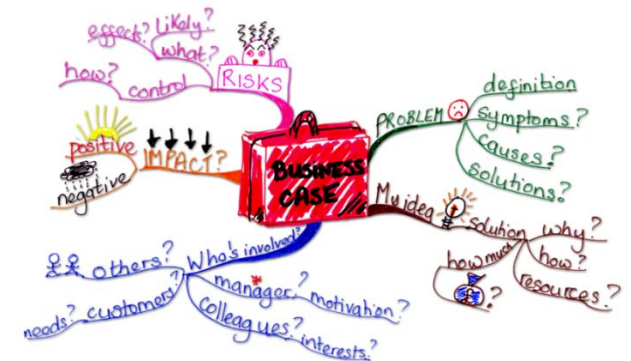 BUSINESS
CASE
PROBLEM
definition
symptoms?
causes?
solutions?
My idea
solution
why?
how?
resources?
how much
?
Who's involved?
manager?
motivation?
colleagues?
interests?
customers?
needs?
others?
IMPACT?
positive
negative
RISKS
what?
likely?
effects?
control
how?